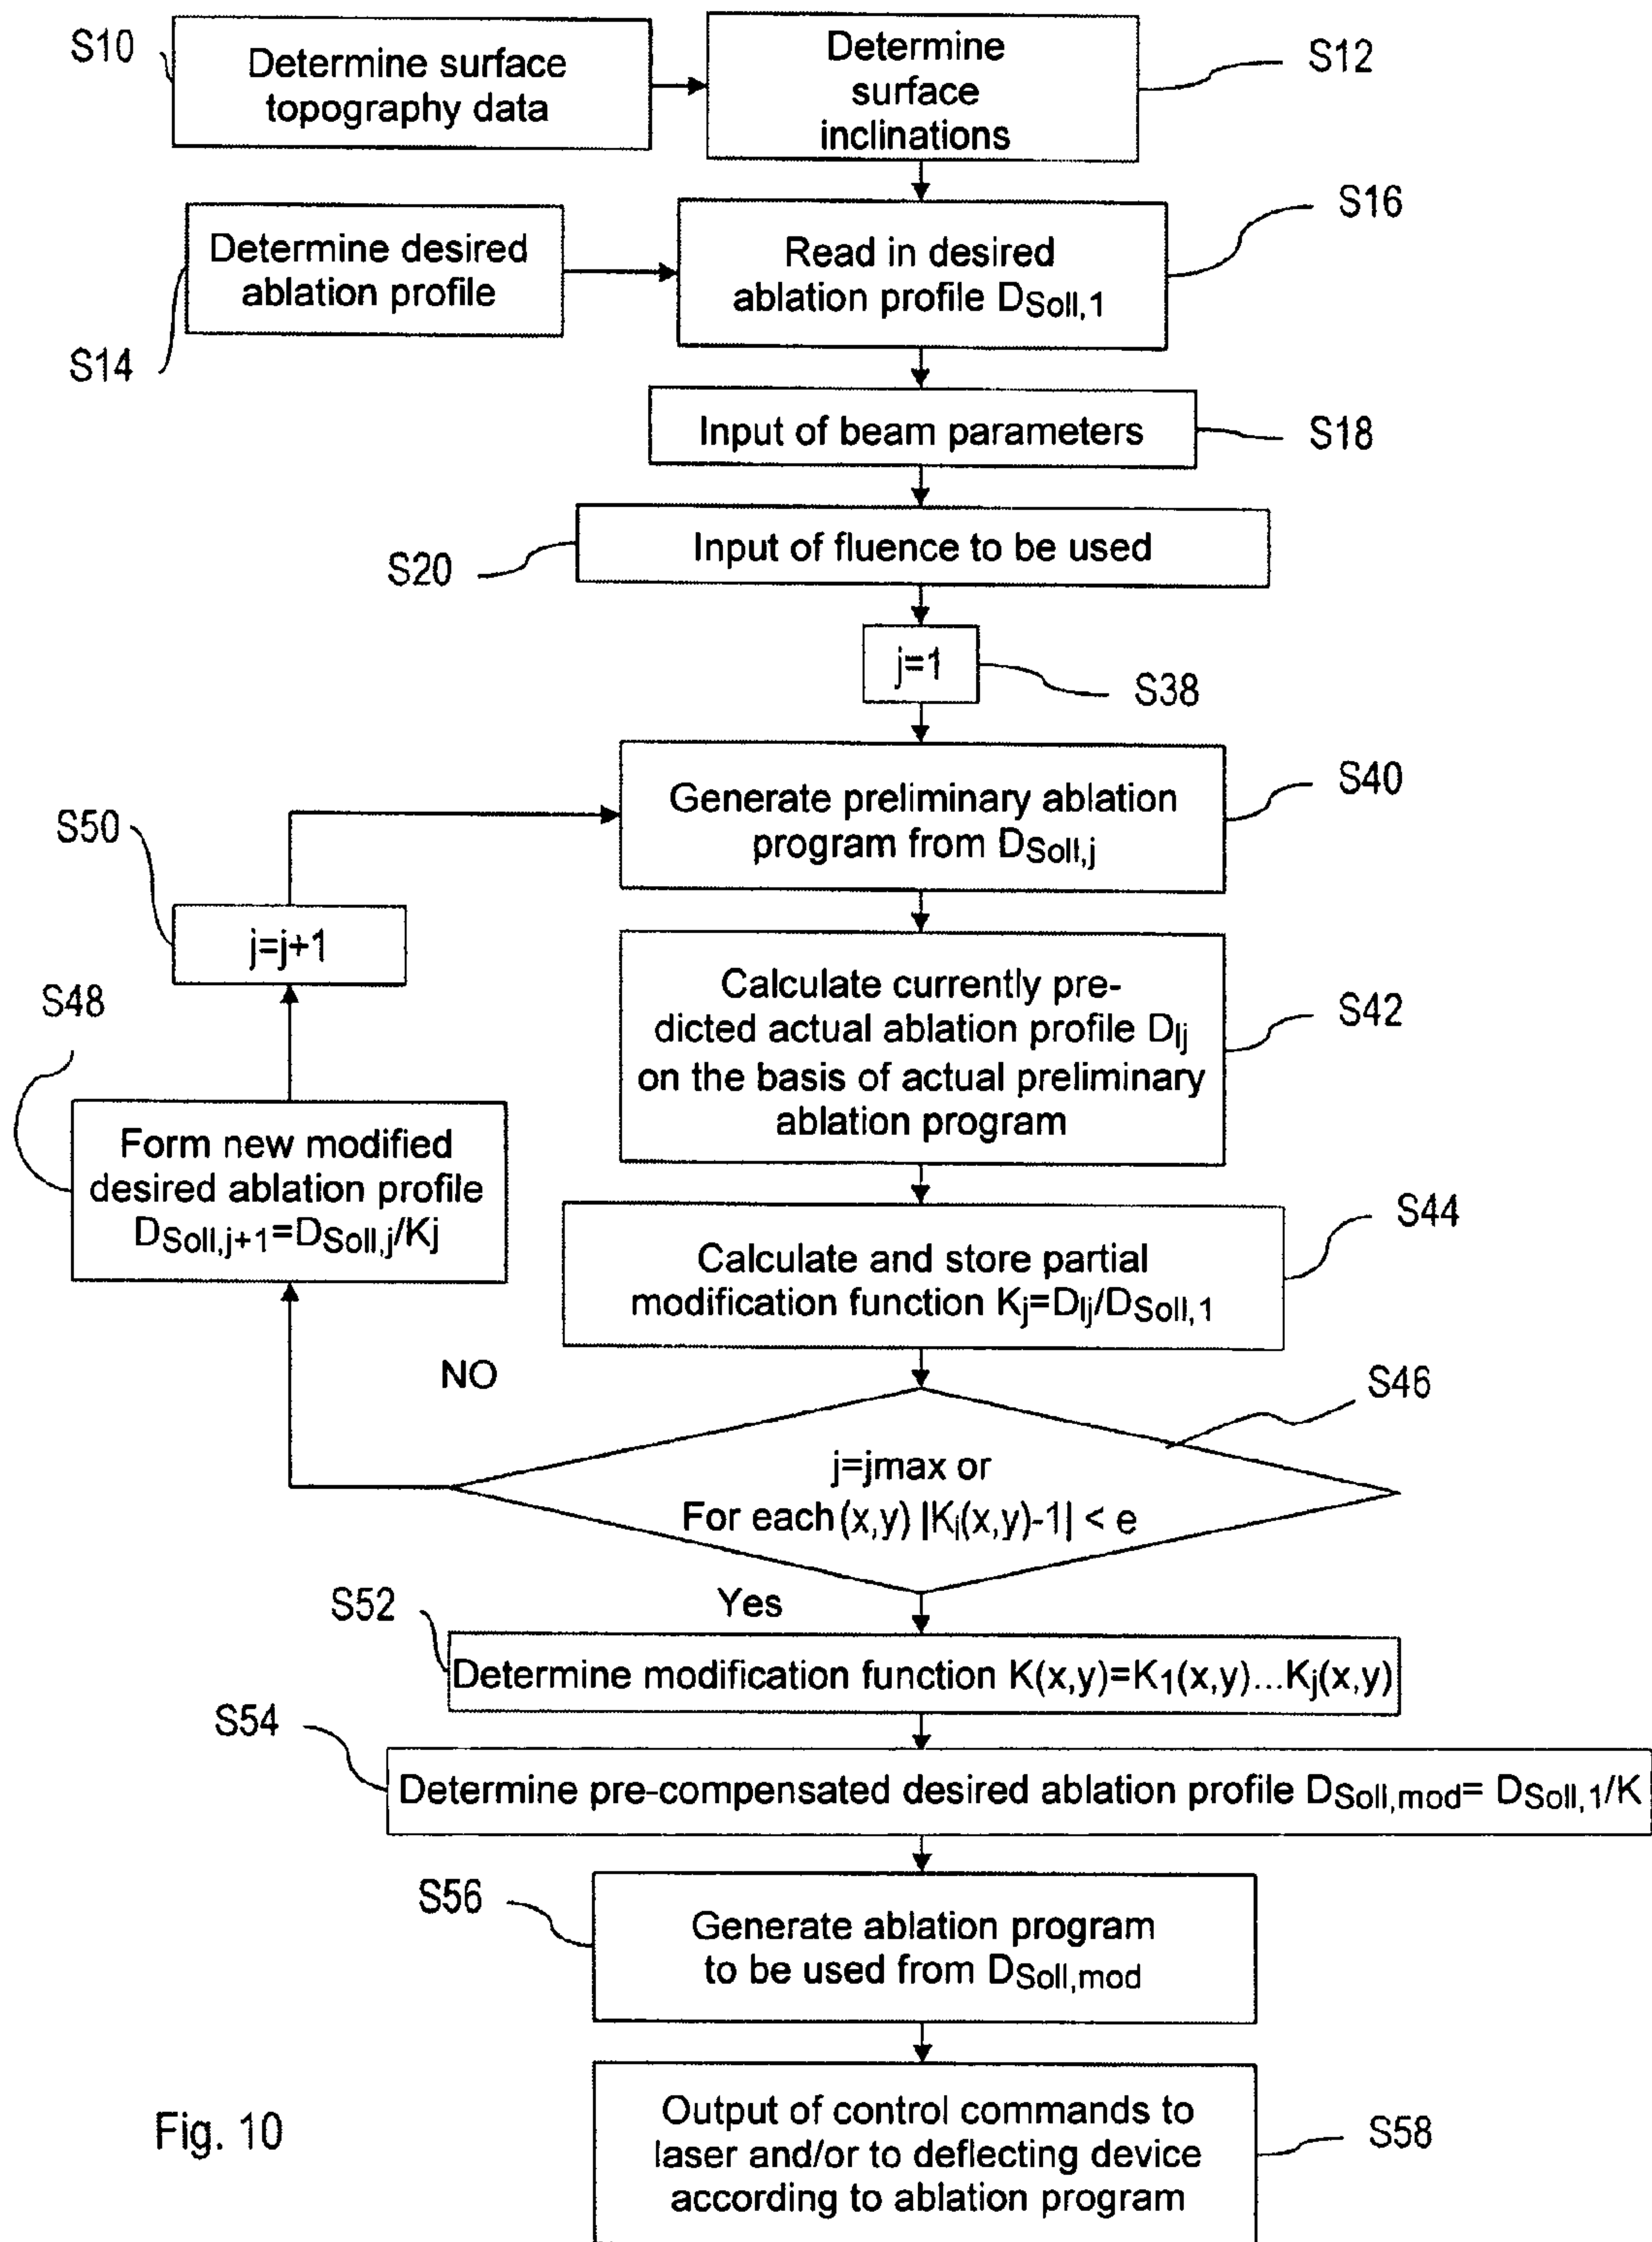 S10
Determine surface
topography data
Determine
surface
inclinations
S12
S14
Determine desired
ablation profile
Read in desired
ablation profile DSoll,1
S16
Input of beam parameters
S18
S20
Input of fluence to be used
j=1
S38
Generate preliminary ablation
program from DSoll,j
S40
S50
j=j+1
Calculate currently pre-
dicted actual ablation profile DIj
on the basis of actual preliminary
ablation program
S42
S48
Form new modified
desired ablation profile
DSoll,j+1=DSoll,j/Kj
Calculate and store partial
modification function Kj=DIj/DSoll,1
S44
NO
j=jmax or
For each (x,y) |Kj(x,y)-1| < e
S46
Yes
S52
Determine modification function K(x,y)=K1(x,y)...Kj(x,y)
S54
Determine pre-compensated desired ablation profile DSoll,mod= DSoll,1/K
S56
Generate ablation program
to be used from DSoll,mod
Output of control commands to
laser and/or to deflecting device
according to ablation program
S58
Fig. 10